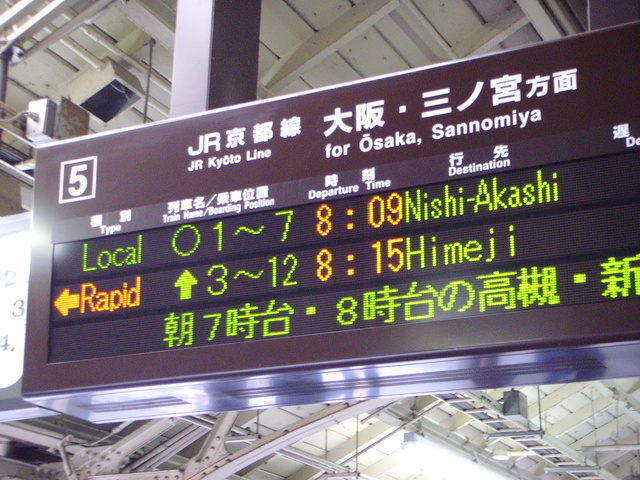 5
JR京都線 大阪・三ノ宮方面
JR Kyōto Line for Ōsaka, Sannomiya
種別 列車名/乗車位置 時刻 行先 遅
Type Train Name/Boarding Position Departure Time Destination De
Local ○1～7 8:09 Nishi-Akashi
←Rapid ↑3～12 8:15 Himeji
朝7時台・8時台の高槻・新
2
3
4.